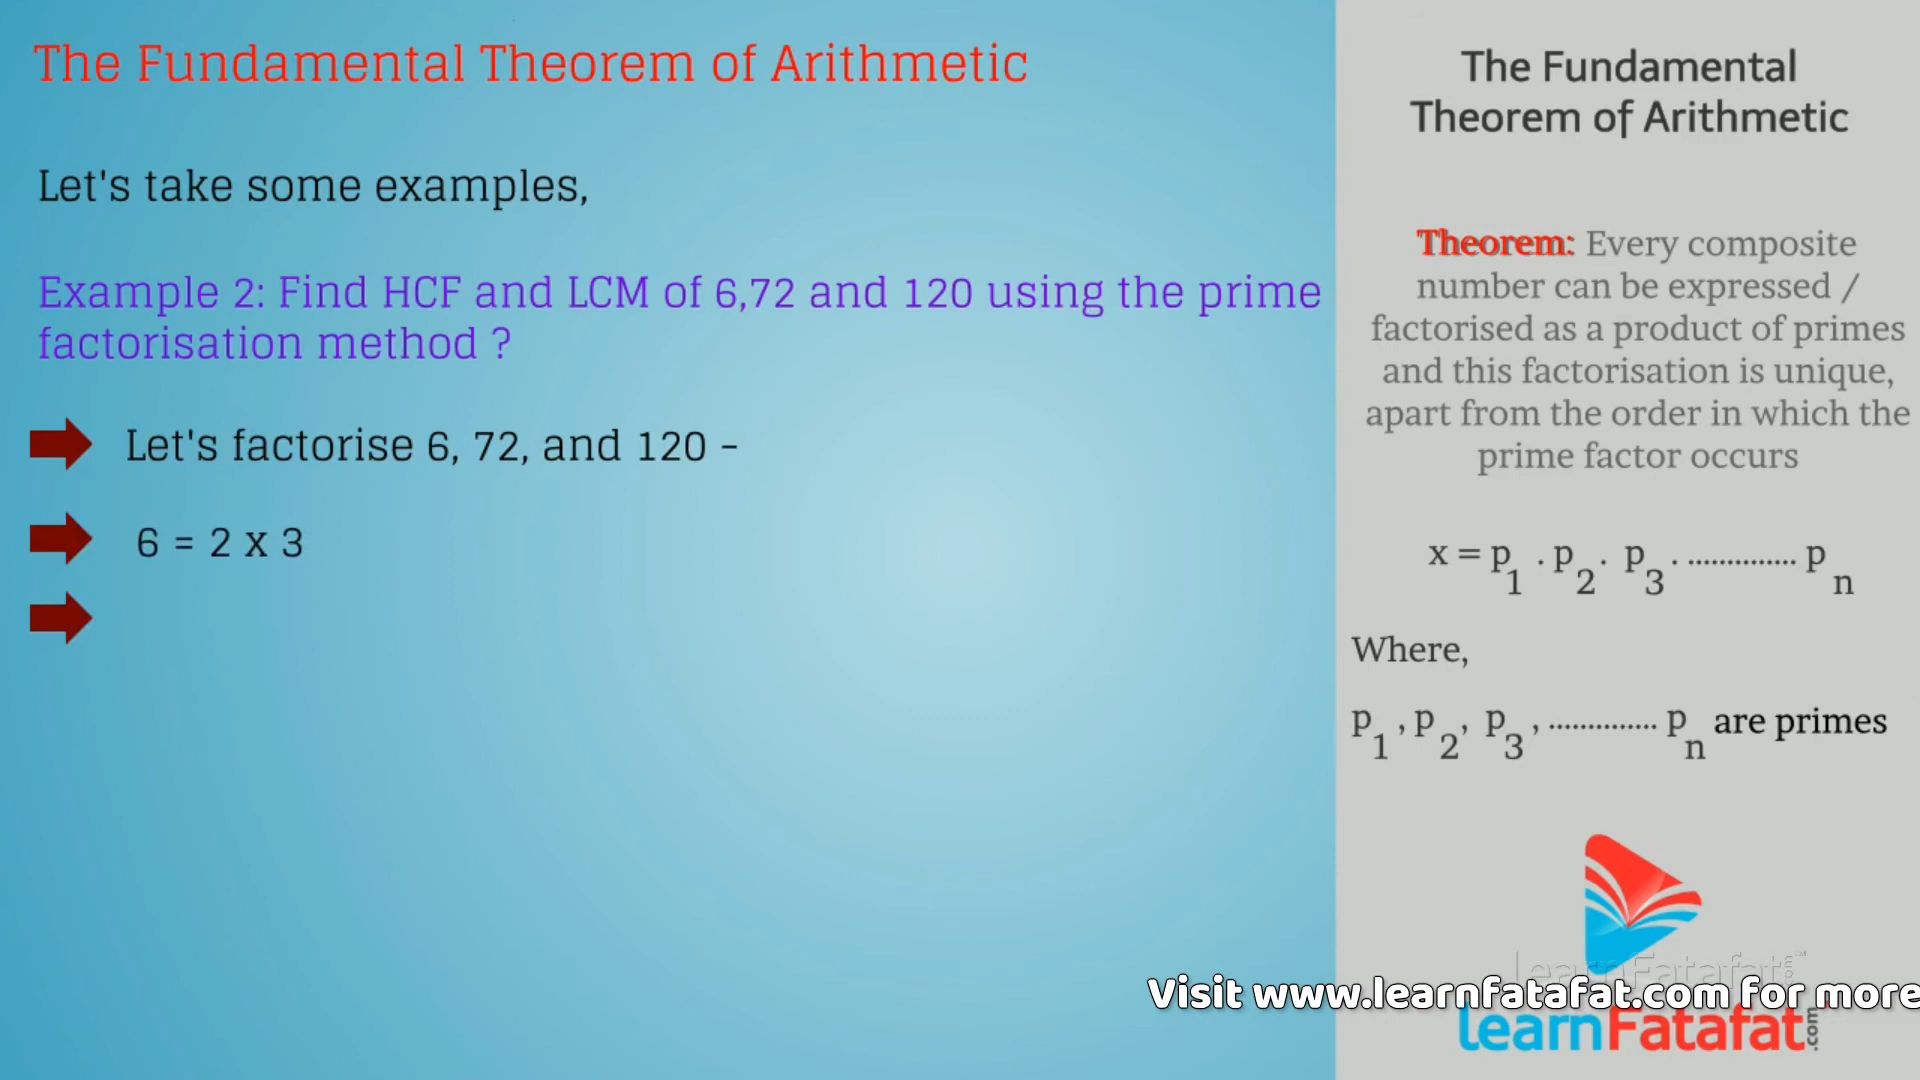 The Fundamental Theorem of Arithmetic
Let's take some examples,
Example 2: Find HCF and LCM of 6,72 and 120 using the prime
factorisation method ?
Let's factorise 6, 72, and 120 -
6 = 2 x 3
The Fundamental
Theorem of Arithmetic
Theorem: Every composite
number can be expressed /
factorised as a product of primes
and this factorisation is unique,
apart from the order in which the
prime factor occurs
x = p₁ . p₂ . p₃ . .............. pₙ
Where,
p₁ , p₂, p₃ , .............. pₙ are primes
learnFatafat.com™
Visit www.learnfatafat.com for more
learnFatafat.com